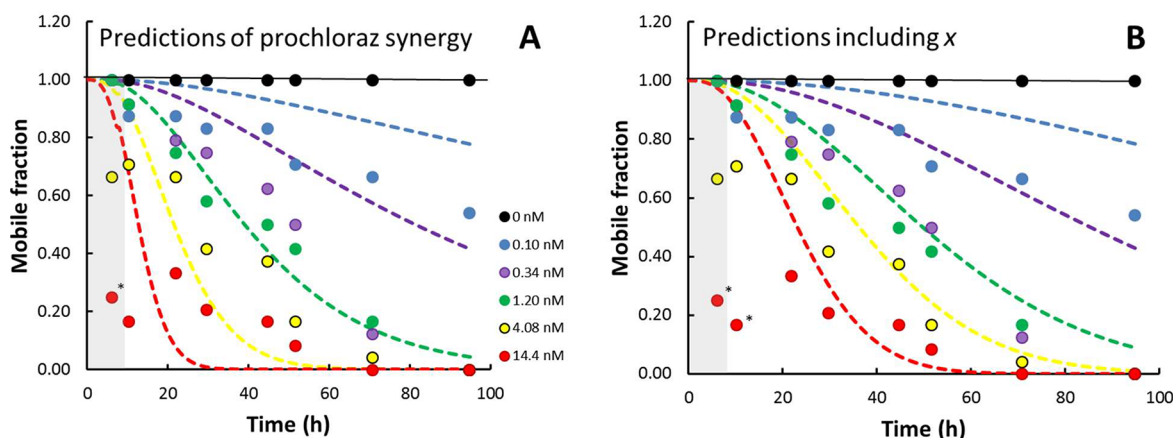 Predictions of prochloraz synergy
A
Mobile fraction
1.20
1.00
0.80
0.60
0.40
0.20
0.00
*
0 nM
0.10 nM
0.34 nM
1.20 nM
4.08 nM
14.4 nM
0
20
40
60
80
100
Time (h)
Predictions including x
B
Mobile fraction
1.20
1.00
0.80
0.60
0.40
0.20
0.00
*
*
0
20
40
60
80
100
Time (h)